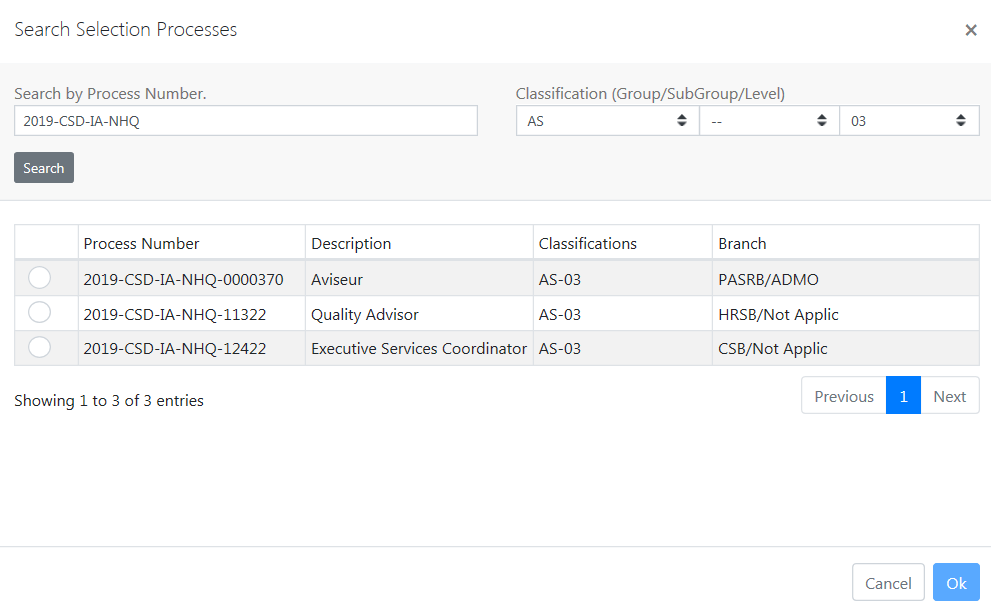 Search Selection Processes ×
Search by Process Number. Classification (Group/SubGroup/Level)
2019-CSD-IA-NHQ AS -- 03
Search
Process Number Description Classifications Branch
2019-CSD-IA-NHQ-0000370 Aviseur AS-03 PASRB/ADMO
2019-CSD-IA-NHQ-11322 Quality Advisor AS-03 HRSB/Not Applic
2019-CSD-IA-NHQ-12422 Executive Services Coordinator AS-03 CSB/Not Applic
Showing 1 to 3 of 3 entries Previous 1 Next
Cancel Ok